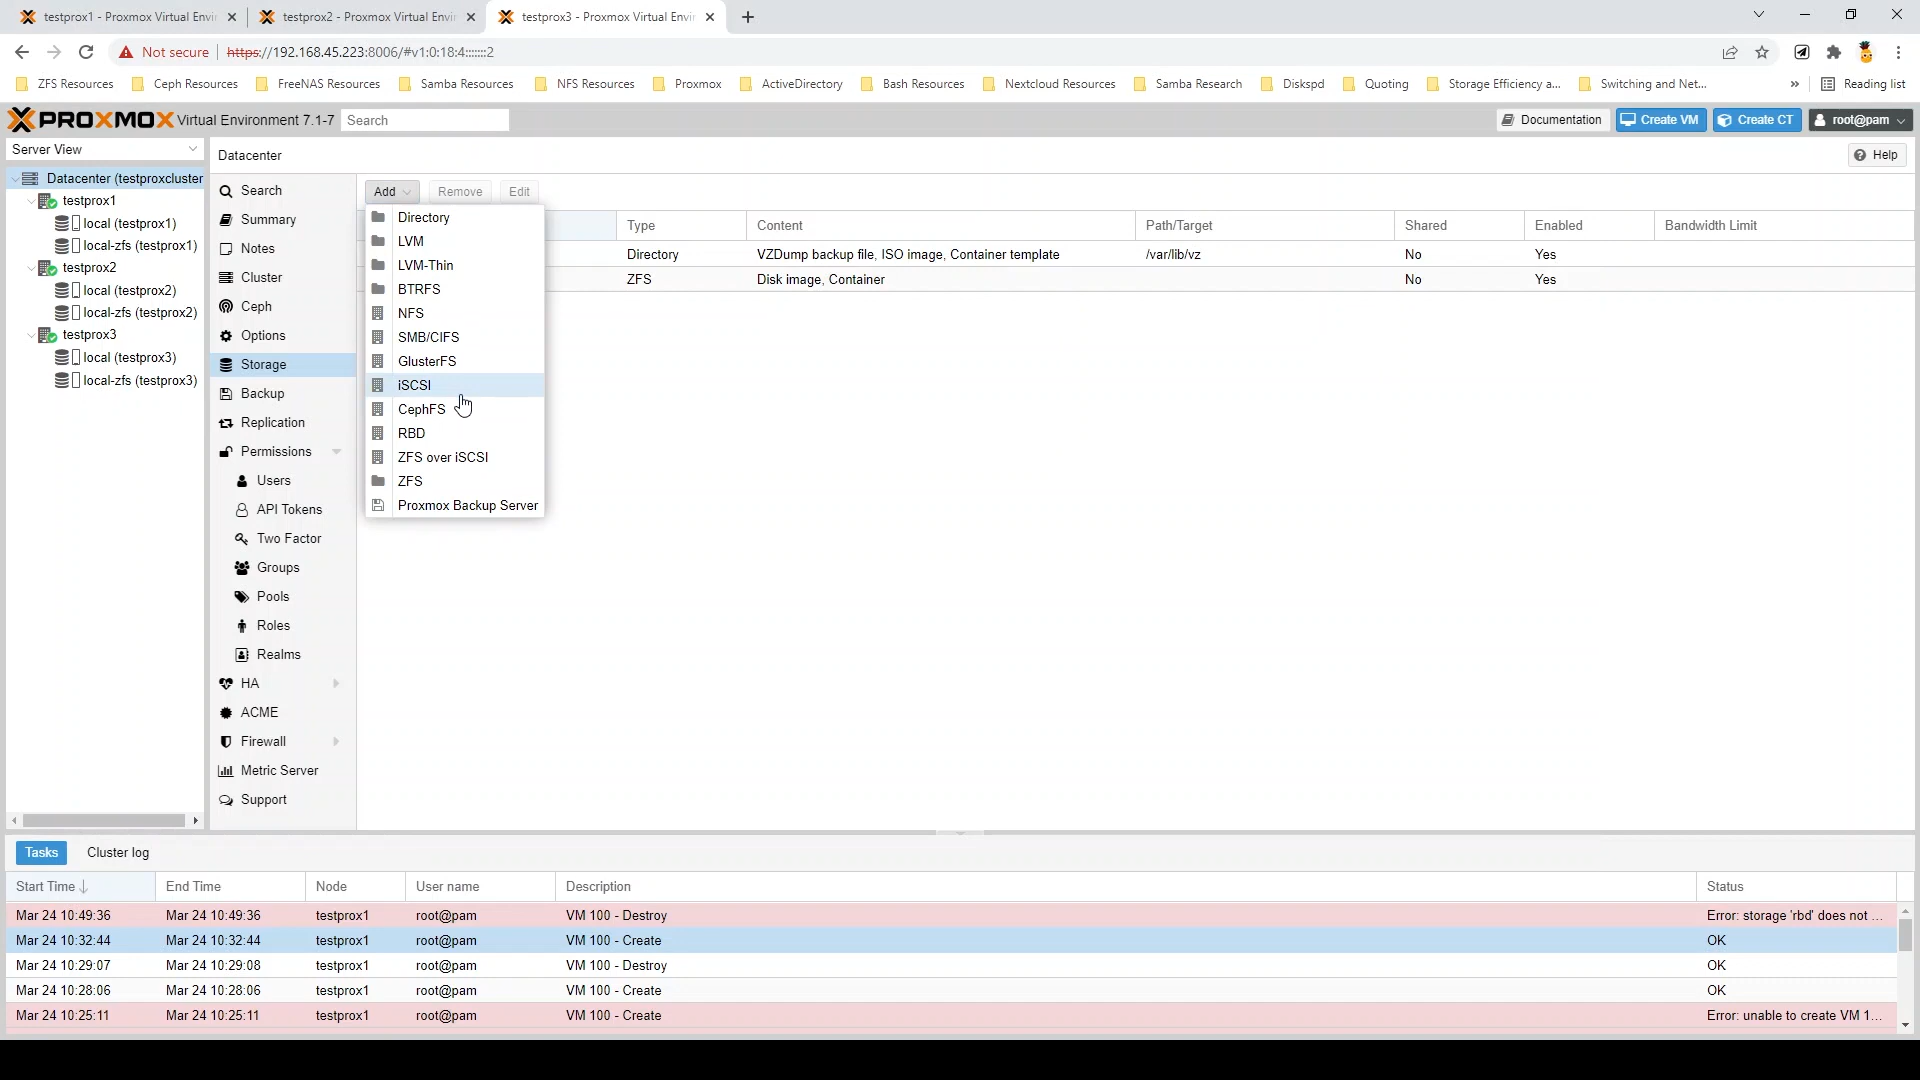 testprox1 - Proxmox Virtual Envir
testprox2 - Proxmox Virtual Envir
testprox3 - Proxmox Virtual Envir
Not secure
https://192.168.45.223:8006/#v1:0:18:4:::::::2
ZFS Resources
Ceph Resources
FreeNAS Resources
Samba Resources
NFS Resources
Proxmox
ActiveDirectory
Bash Resources
Nextcloud Resources
Samba Research
Diskspd
Quoting
Storage Efficiency a...
Switching and Net...
»
Reading list
PROXMOX Virtual Environment 7.1-7
Search
Documentation
Create VM
Create CT
root@pam
Server View
Datacenter
Help
Datacenter (testproxcluster
testprox1
local (testprox1)
local-zfs (testprox1)
testprox2
local (testprox2)
local-zfs (testprox2)
testprox3
local (testprox3)
local-zfs (testprox3)
Search
Summary
Notes
Cluster
Ceph
Options
Storage
Backup
Replication
Permissions
Users
API Tokens
Two Factor
Groups
Pools
Roles
Realms
HA
ACME
Firewall
Metric Server
Support
Add
Remove
Edit
Directory
LVM
LVM-Thin
BTRFS
NFS
SMB/CIFS
GlusterFS
iSCSI
CephFS
RBD
ZFS over iSCSI
ZFS
Proxmox Backup Server
Type Content Path/Target Shared Enabled Bandwidth Limit
Directory VZDump backup file, ISO image, Container template /var/lib/vz No Yes
ZFS Disk image, Container No Yes
Tasks
Cluster log
Start Time End Time Node User name Description Status
Mar 24 10:49:36 Mar 24 10:49:36 testprox1 root@pam VM 100 - Destroy Error: storage 'rbd' does not ...
Mar 24 10:32:44 Mar 24 10:32:44 testprox1 root@pam VM 100 - Create OK
Mar 24 10:29:07 Mar 24 10:29:08 testprox1 root@pam VM 100 - Destroy OK
Mar 24 10:28:06 Mar 24 10:28:06 testprox1 root@pam VM 100 - Create OK
Mar 24 10:25:11 Mar 24 10:25:11 testprox1 root@pam VM 100 - Create Error: unable to create VM 1...